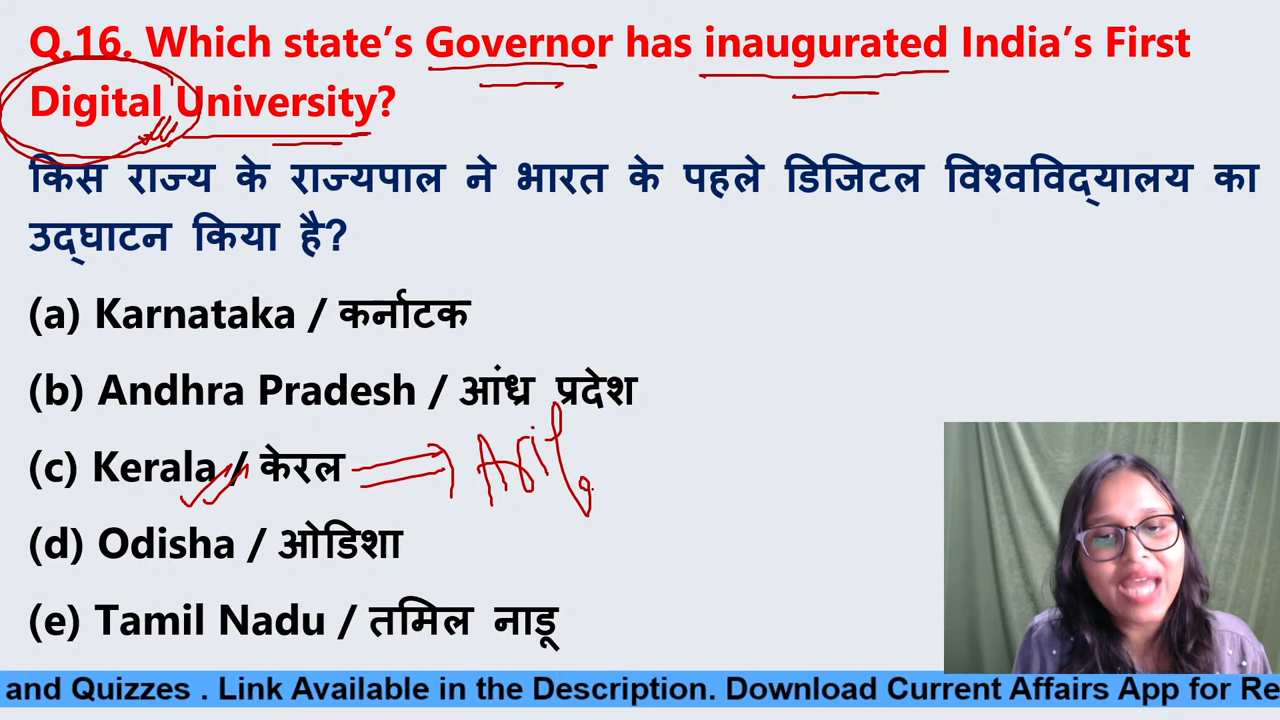 Q.16. Which state's Governor has inaugurated India's First
Digital University?
किस राज्य के राज्यपाल ने भारत के पहले डिजिटल विश्वविद्यालय का
उद्घाटन किया है?
(a) Karnataka / कर्नाटक
(b) Andhra Pradesh / आंध्र प्रदेश
(c) Kerala / केरल Arif
(d) Odisha / ओडिशा
(e) Tamil Nadu / तमिल नाडू
and Quizzes . Link Available in the Description. Download Current Affairs App for Re